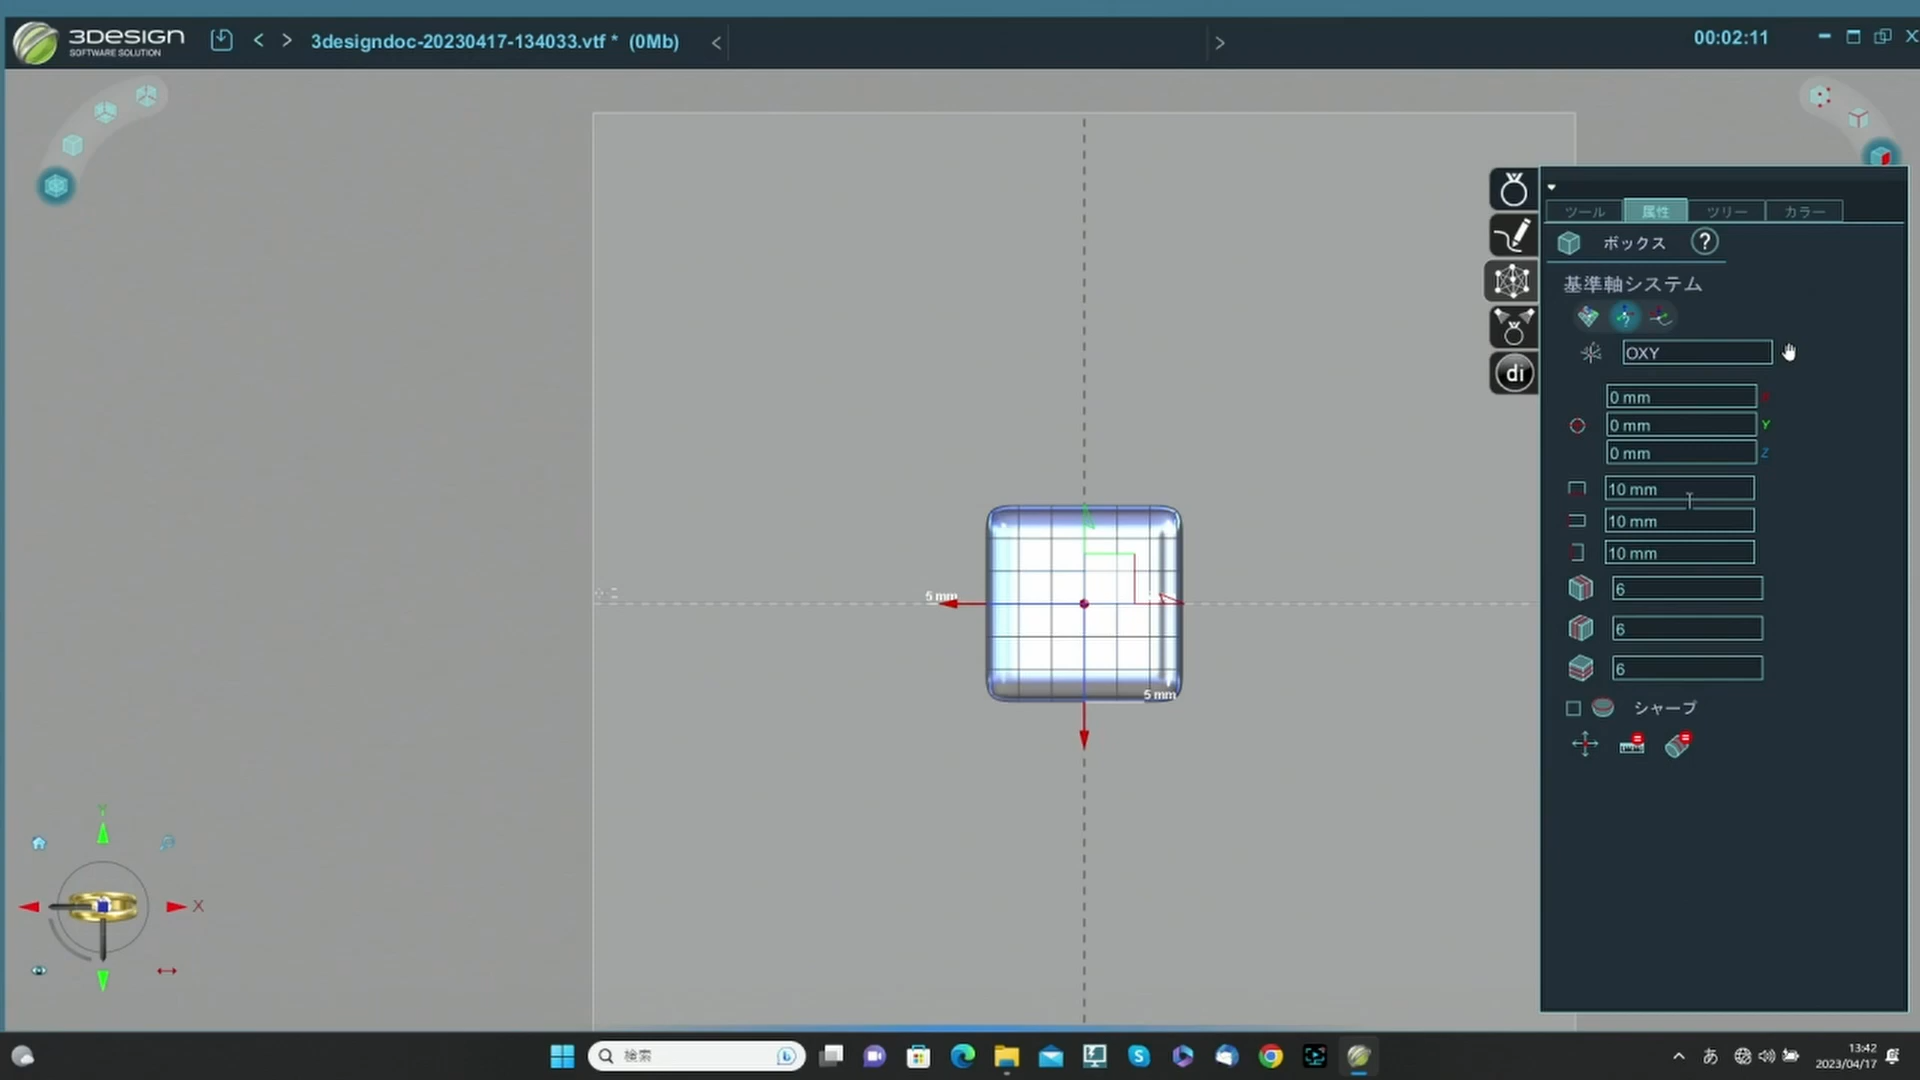 3DESIGN
SOFTWARE SOLUTION
3designdoc-20230417-134033.vtf * (0Mb)
00:02:11
ツール
属性
ツリー
カラー
ボックス
?
基準軸システム
OXY
0 mm X
0 mm Y
0 mm Z
10 mm
10 mm
10 mm
6
6
6
シャープ
di
5 mm
5 mm
Y
X
検索
あ
13:42
2023/04/17